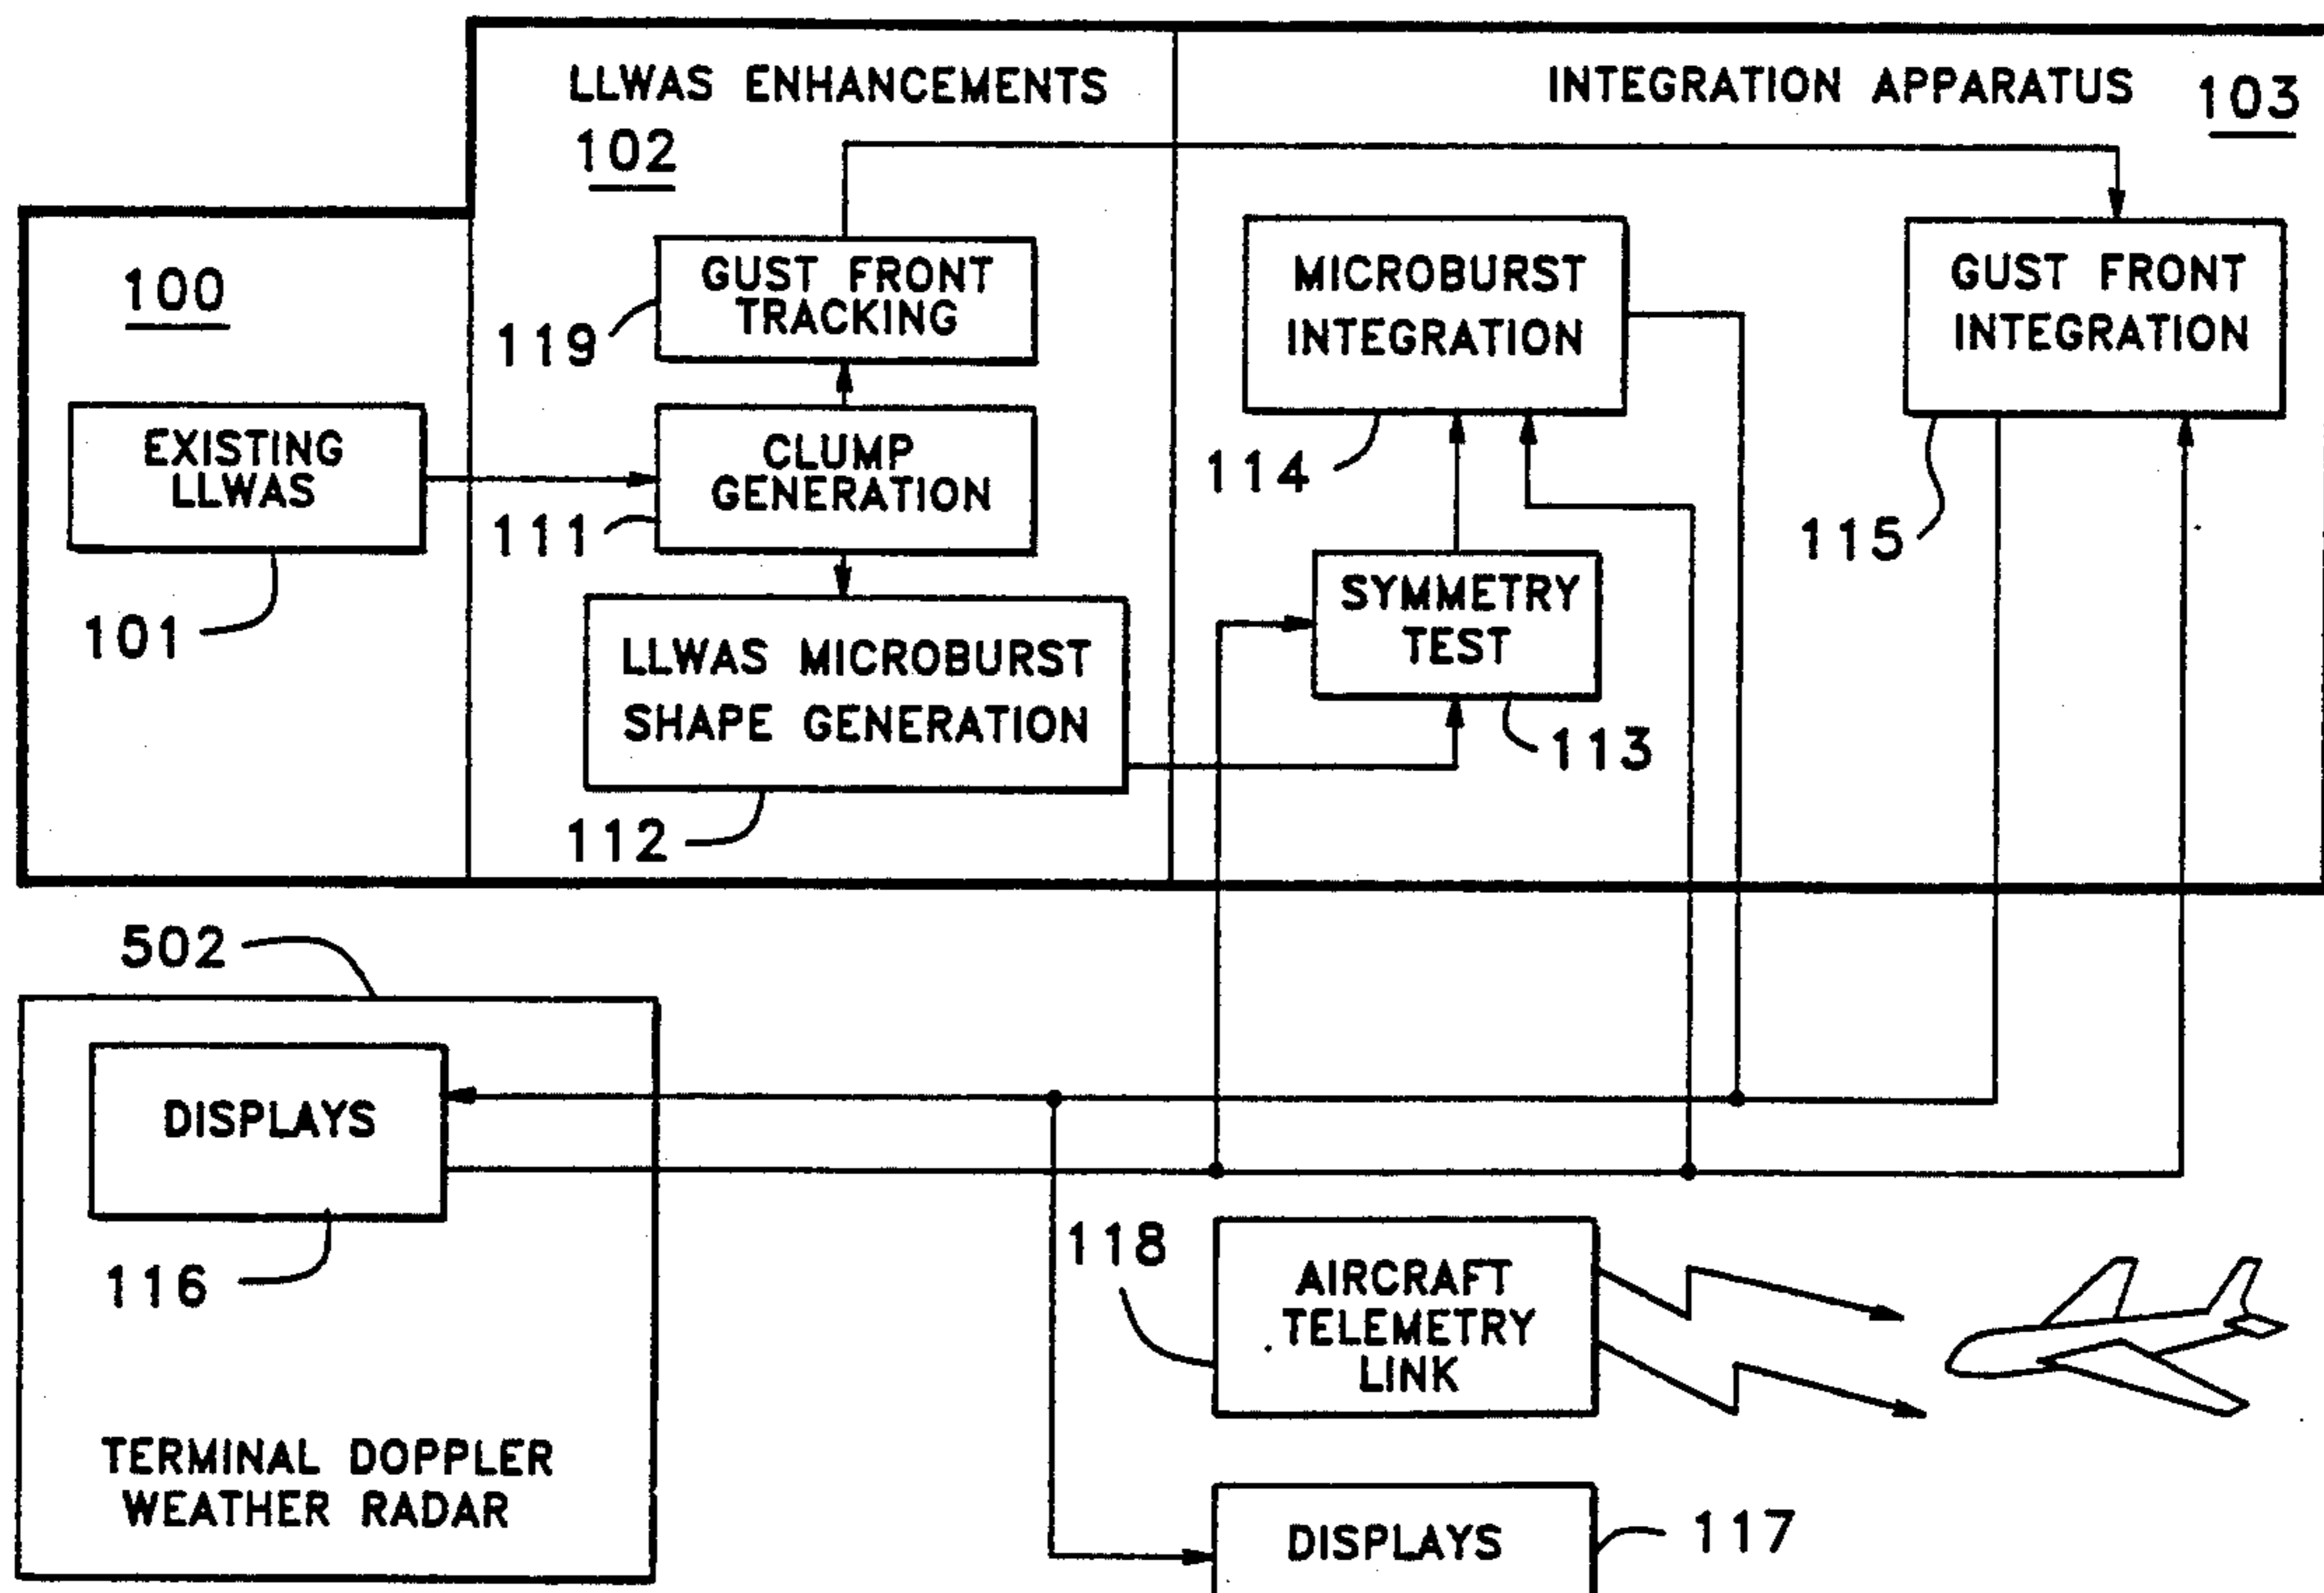 LLWAS ENHANCEMENTS
102
INTEGRATION APPARATUS 103
100
EXISTING
LLWAS
101
GUST FRONT
TRACKING
119
CLUMP
GENERATION
111
LLWAS MICROBURST
SHAPE GENERATION
112
MICROBURST
INTEGRATION
114
SYMMETRY
TEST
113
GUST FRONT
INTEGRATION
115
502
DISPLAYS
116
TERMINAL DOPPLER
WEATHER RADAR
118
AIRCRAFT
TELEMETRY
LINK
DISPLAYS
117